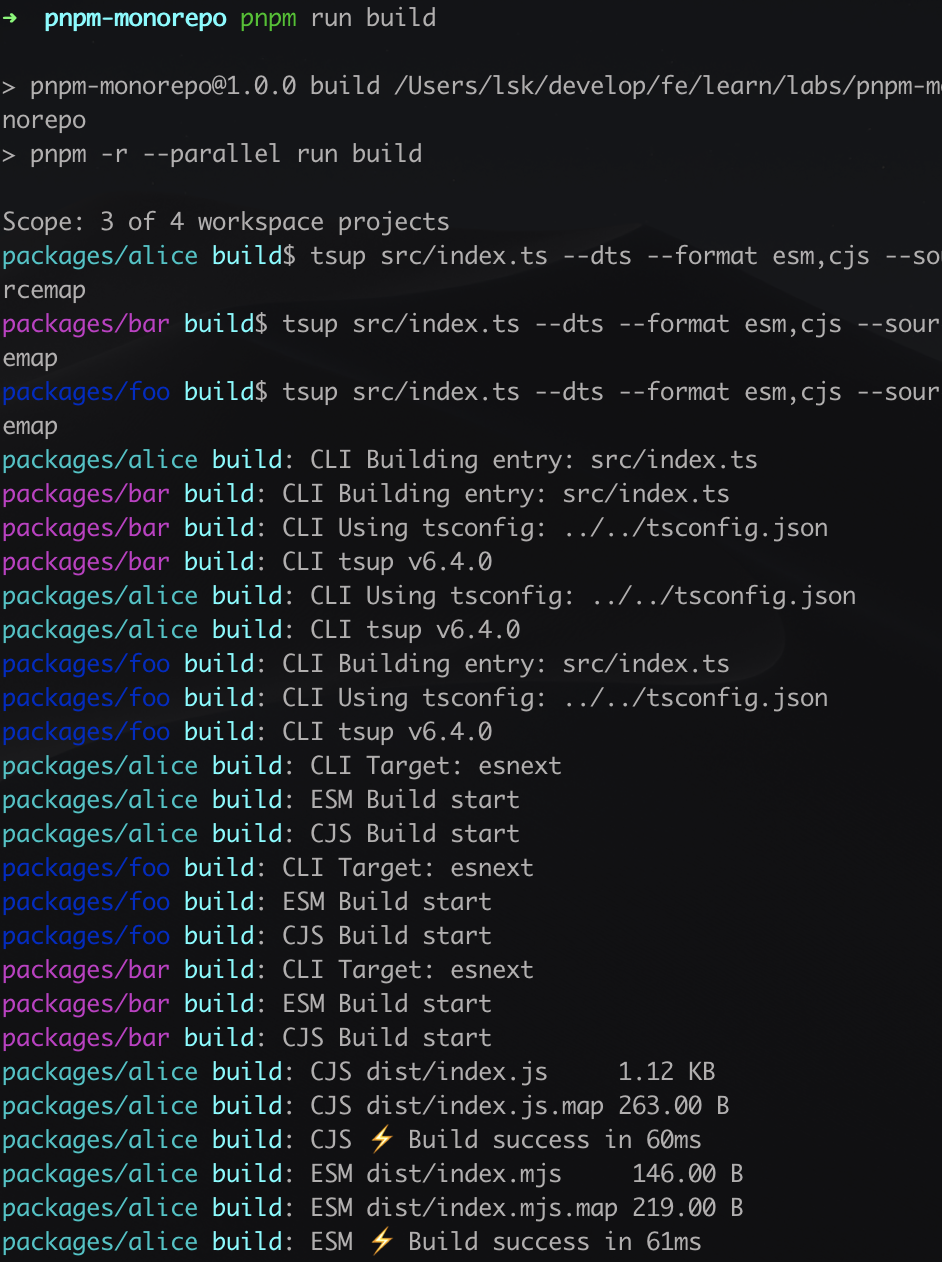 → pnpm-monorepo pnpm run build
> pnpm-monorepo@1.0.0 build /Users/lsk/develop/fe/learn/labs/pnpm-mo
norepo
> pnpm -r --parallel run build
Scope: 3 of 4 workspace projects
packages/alice build$ tsup src/index.ts --dts --format esm,cjs --sou
rcemap
packages/bar build$ tsup src/index.ts --dts --format esm,cjs --sour
emap
packages/foo build$ tsup src/index.ts --dts --format esm,cjs --sour
emap
packages/alice build: CLI Building entry: src/index.ts
packages/bar build: CLI Building entry: src/index.ts
packages/bar build: CLI Using tsconfig: ../../tsconfig.json
packages/bar build: CLI tsup v6.4.0
packages/alice build: CLI Using tsconfig: ../../tsconfig.json
packages/alice build: CLI tsup v6.4.0
packages/foo build: CLI Building entry: src/index.ts
packages/foo build: CLI Using tsconfig: ../../tsconfig.json
packages/foo build: CLI tsup v6.4.0
packages/alice build: CLI Target: esnext
packages/alice build: ESM Build start
packages/alice build: CJS Build start
packages/foo build: CLI Target: esnext
packages/foo build: ESM Build start
packages/foo build: CJS Build start
packages/bar build: CLI Target: esnext
packages/bar build: ESM Build start
packages/bar build: CJS Build start
packages/alice build: CJS dist/index.js     1.12 KB
packages/alice build: CJS dist/index.js.map 263.00 B
packages/alice build: CJS ⚡ Build success in 60ms
packages/alice build: ESM dist/index.mjs     146.00 B
packages/alice build: ESM dist/index.mjs.map 219.00 B
packages/alice build: ESM ⚡ Build success in 61ms